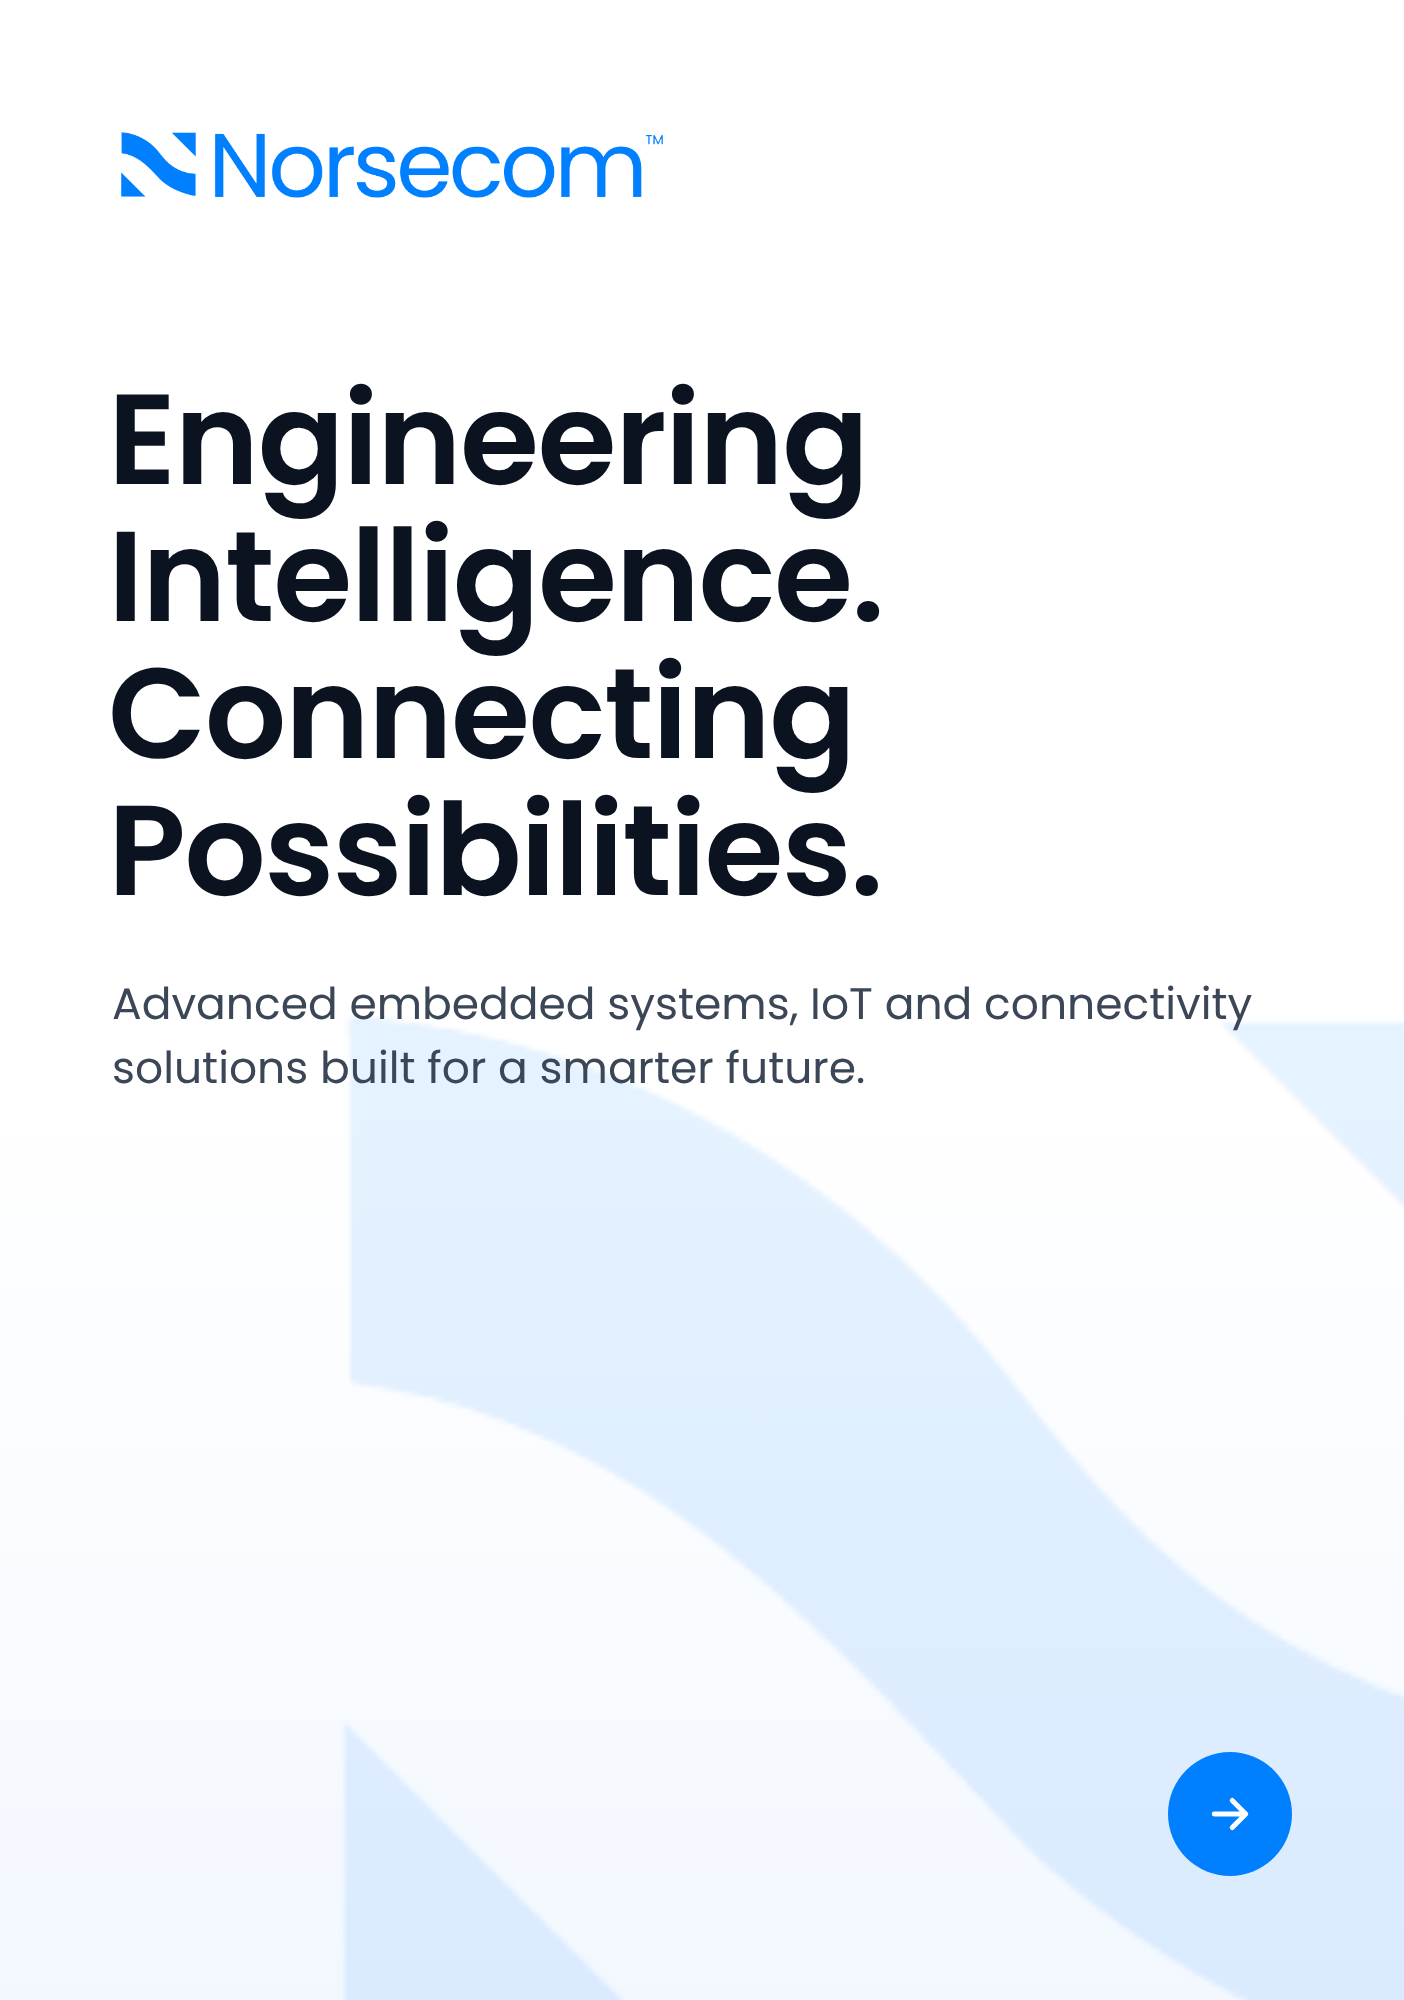 Norsecom™
Engineering
Intelligence.
Connecting
Possibilities.
Advanced embedded systems, IoT and connectivity
solutions built for a smarter future.